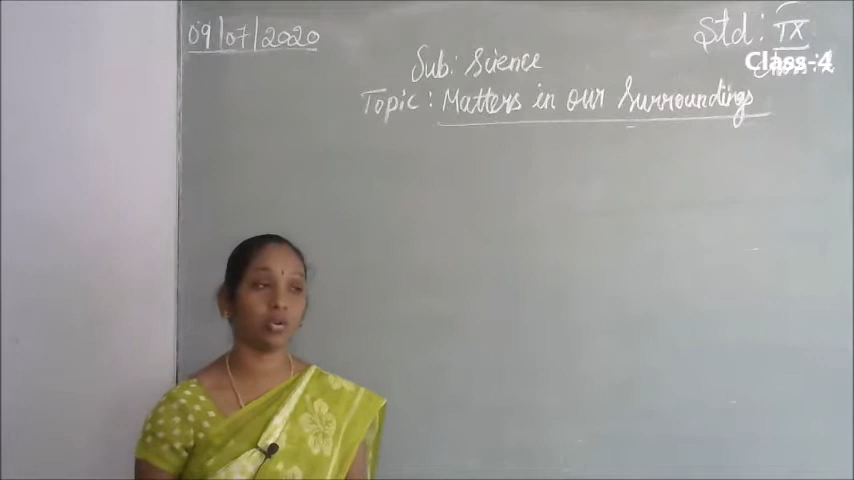 09/07/2020
Std: IX
Sub: Science
Class-4
Topic: Matters in our Surroundings